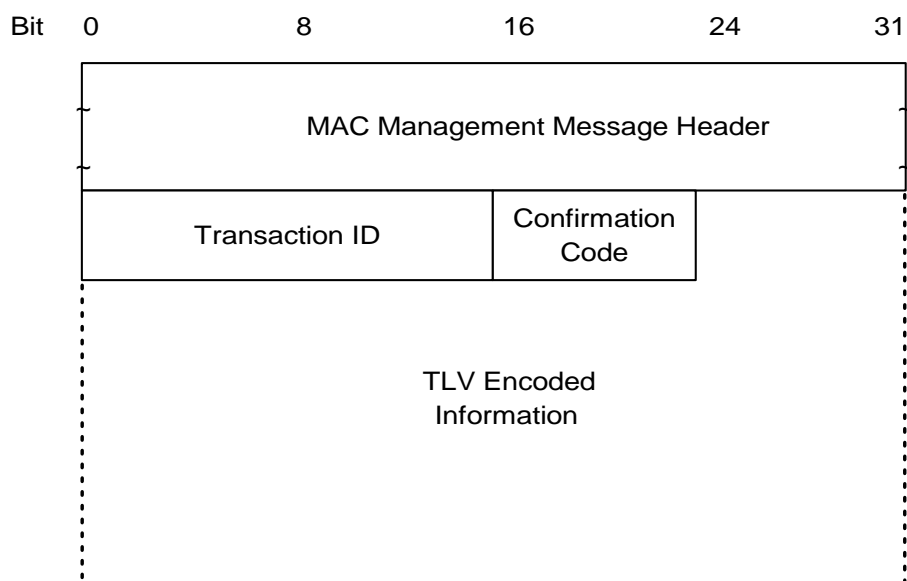 Bit 0 8 16 24 31
MAC Management Message Header
Transaction ID
Confirmation
Code
TLV Encoded
Information